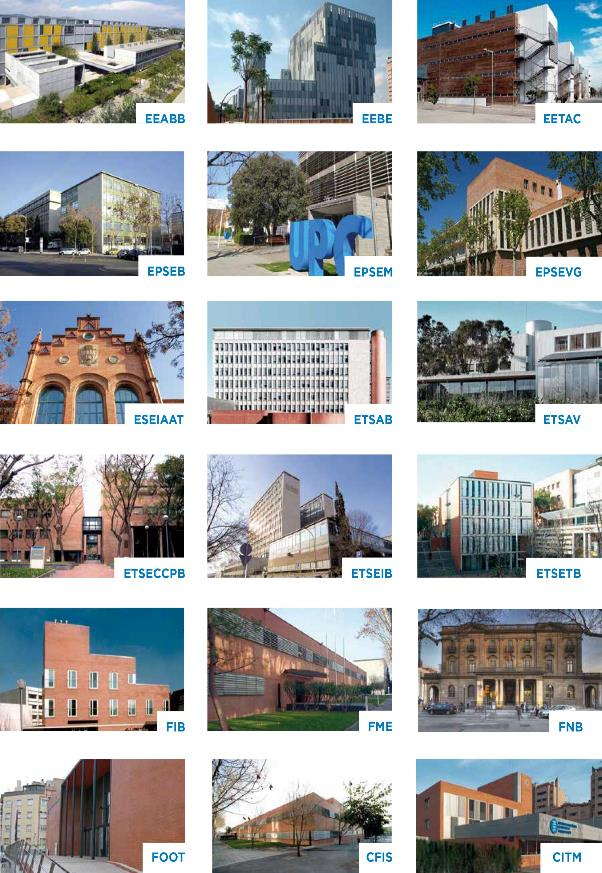 EEABB
EEBE
EETAC
EPSEB
UPC
EPSEM
EPSEVG
ESEIAAT
ETSAB
ETSAV
ETSECCPB
ETSEIB
ETSETB
FIB
FME
FNB
FOOT
CFIS
CITM